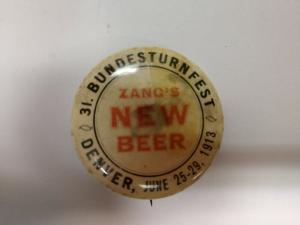 31. BUNDESTURNFEST
ZANG'S
NEW
BEER
DENVER, JUNE 25-29, 1913